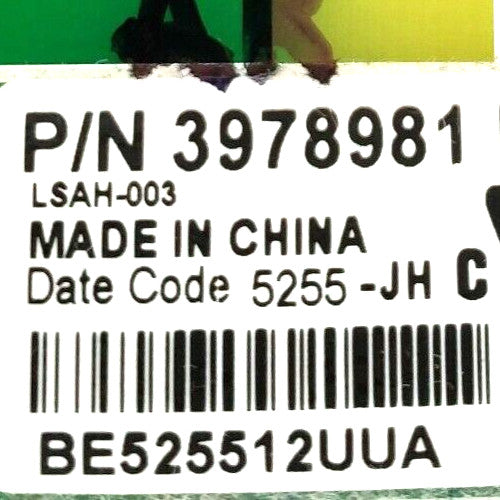 P/N 3978981
LSAH-003
MADE IN CHINA
Date Code 5255-JH C
BE525512UUA